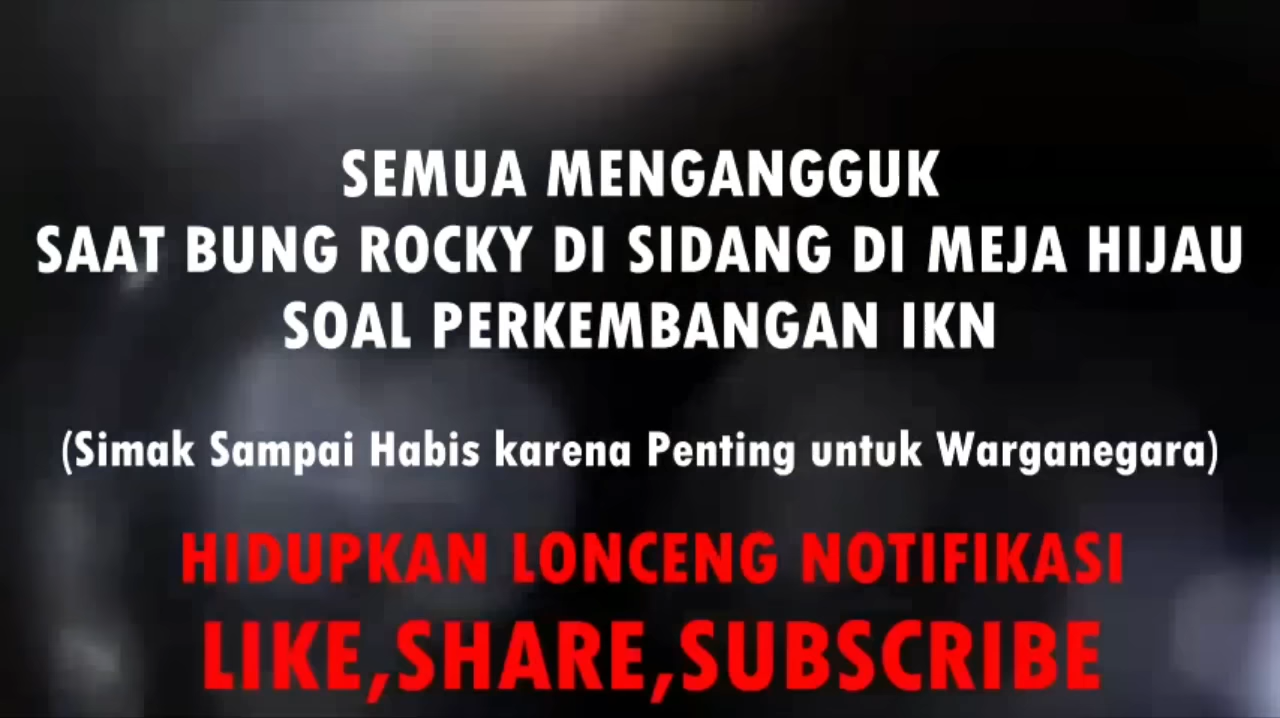 SEMUA MENGANGGUK
SAAT BUNG ROCKY DI SIDANG DI MEJA HIJAU
SOAL PERKEMBANGAN IKN
(Simak Sampai Habis karena Penting untuk Warganegara)
HIDUPKAN LONCENG NOTIFIKASI
LIKE,SHARE,SUBSCRIBE